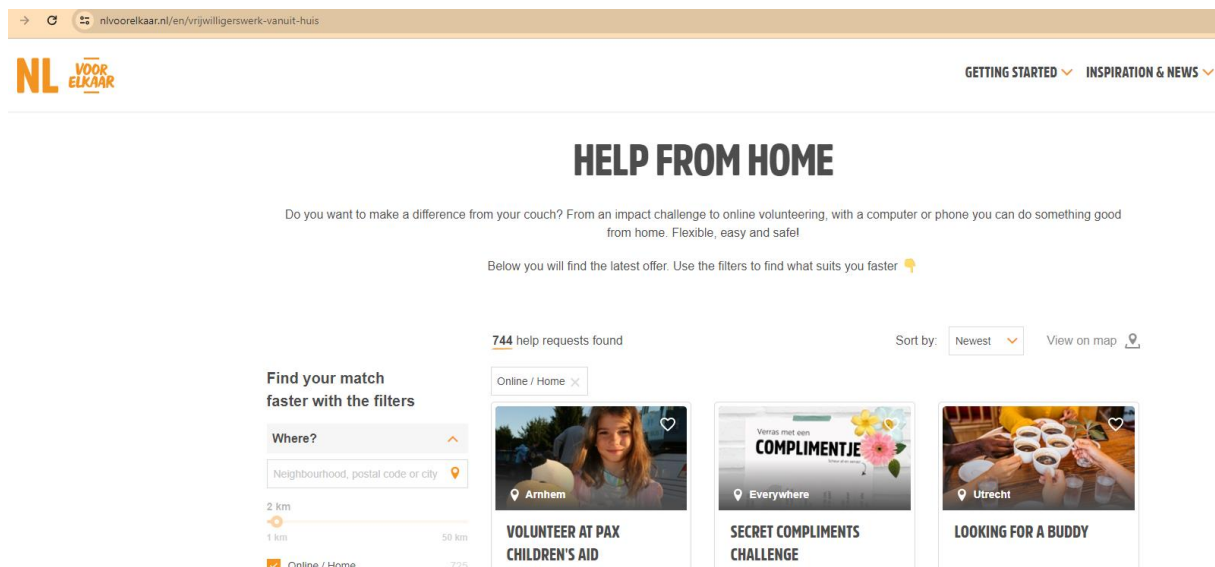 nlvoorelkaar.nl/en/vrijwilligerswerk-vanuit-huis
NL VOOR
ELKAAR
GETTING STARTED
INSPIRATION & NEWS
HELP FROM HOME
Do you want to make a difference from your couch? From an impact challenge to online volunteering, with a computer or phone you can do something good
from home. Flexible, easy and safe!
Below you will find the latest offer. Use the filters to find what suits you faster 👇
744 help requests found
Sort by: Newest
View on map
Find your match
faster with the filters
Where?
Neighbourhood, postal code or city
2 km
1 km 50 km
Online / Home 725
Online / Home
Arnhem
VOLUNTEER AT PAX
CHILDREN'S AID
Verras met een
COMPLIMENTJE
Everywhere
SECRET COMPLIMENTS
CHALLENGE
Utrecht
LOOKING FOR A BUDDY